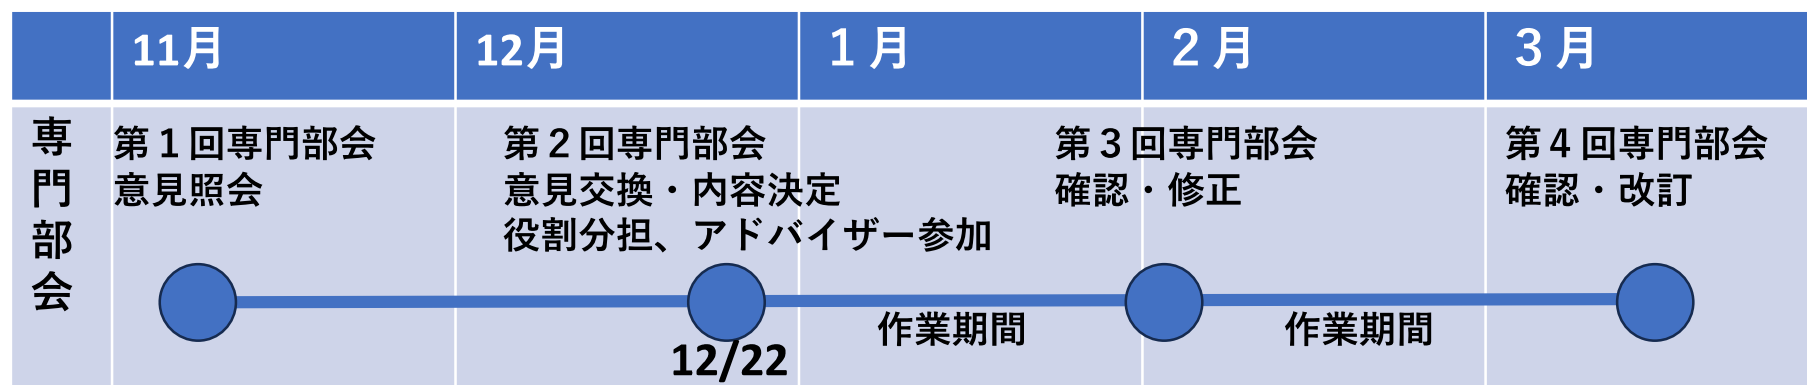 11月
12月
１月
２月
３月
専門部会
第１回専門部会
意見照会
第２回専門部会
意見交換・内容決定
役割分担、アドバイザー参加
第３回専門部会
確認・修正
第４回専門部会
確認・改訂
12/22
作業期間
作業期間